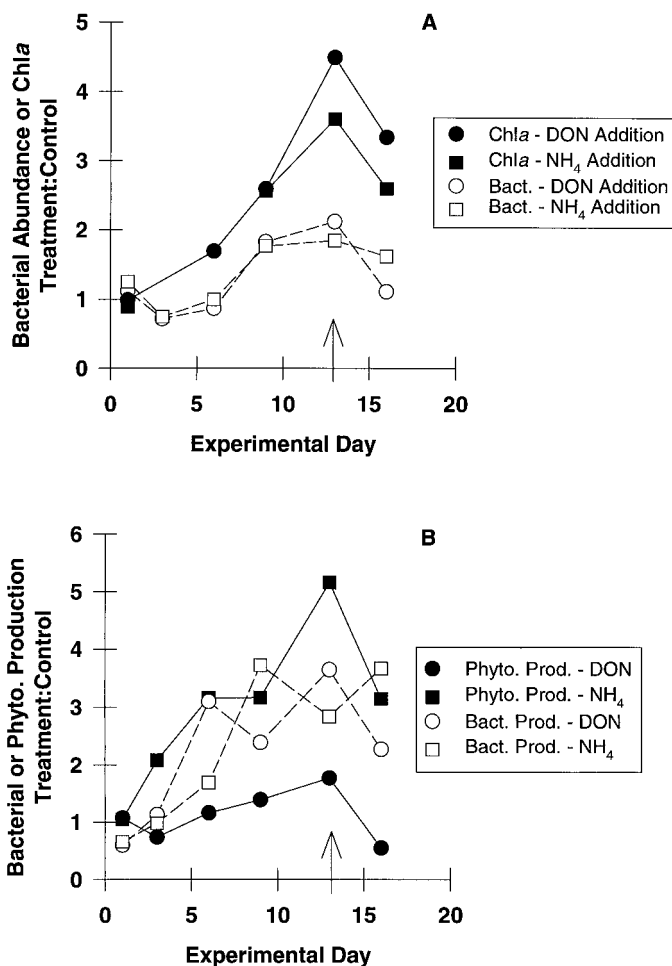 A
5
4
3
2
1
0
0 5 10 15 20
Bacterial Abundance or Chla
Treatment:Control
Experimental Day
Chla - DON Addition
Chla - NH4 Addition
Bact. - DON Addition
Bact. - NH4 Addition
B
6
5
4
3
2
1
0
0 5 10 15 20
Bacterial or Phyto. Production
Treatment:Control
Experimental Day
Phyto. Prod. - DON
Phyto. Prod. - NH4
Bact. Prod. - DON
Bact. Prod. - NH4